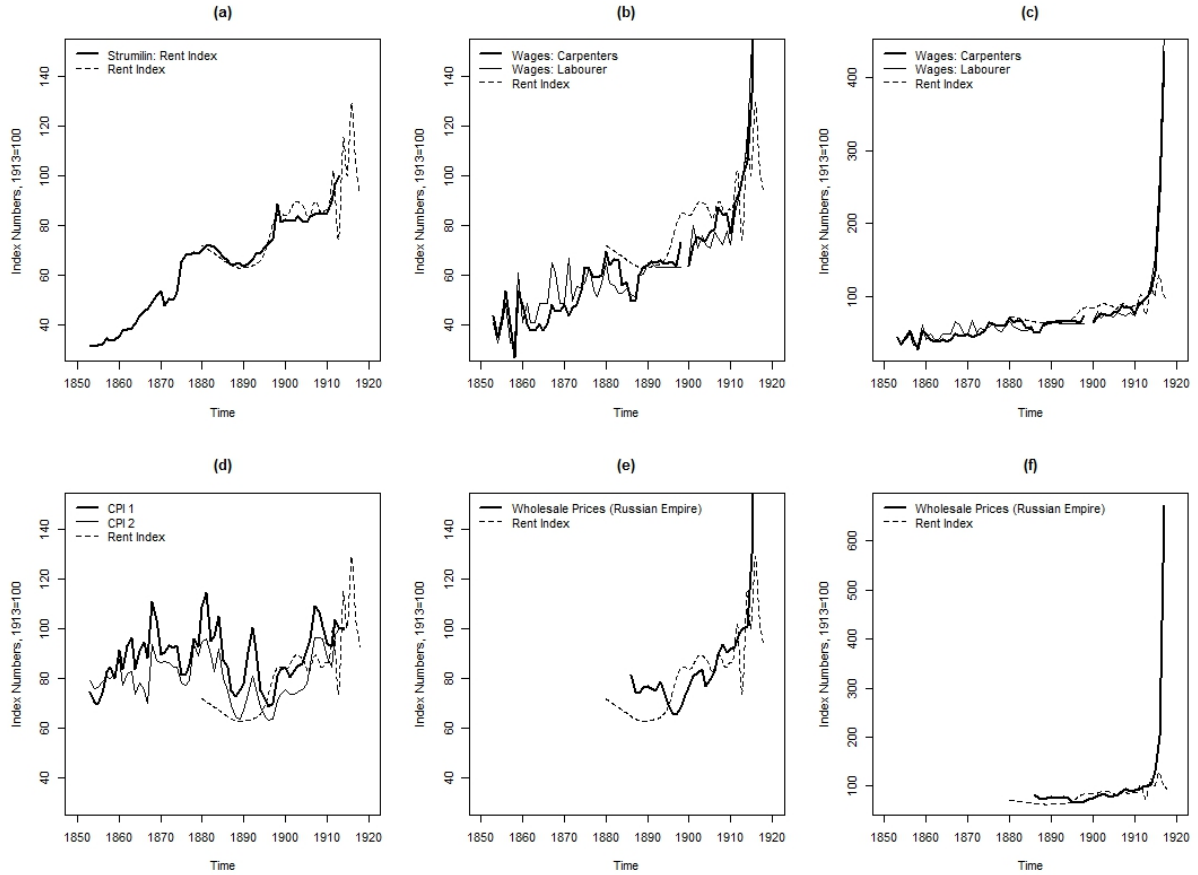 (a)
Strumilin: Rent Index
Rent Index
Index Numbers, 1913=100
140
120
100
80
60
40
1850 1860 1870 1880 1890 1900 1910 1920
Time
(b)
Wages: Carpenters
Wages: Labourer
Rent Index
Index Numbers, 1913=100
140
120
100
80
60
40
1850 1860 1870 1880 1890 1900 1910 1920
Time
(c)
Wages: Carpenters
Wages: Labourer
Rent Index
Index Numbers, 1913=100
400
300
200
100
1850 1860 1870 1880 1890 1900 1910 1920
Time
(d)
CPI 1
CPI 2
Rent Index
Index Numbers, 1913=100
140
120
100
80
60
40
1850 1860 1870 1880 1890 1900 1910 1920
Time
(e)
Wholesale Prices (Russian Empire)
Rent Index
Index Numbers, 1913=100
140
120
100
80
60
40
1850 1860 1870 1880 1890 1900 1910 1920
Time
(f)
Wholesale Prices (Russian Empire)
Rent Index
Index Numbers, 1913=100
600
500
400
300
200
100
1850 1860 1870 1880 1890 1900 1910 1920
Time